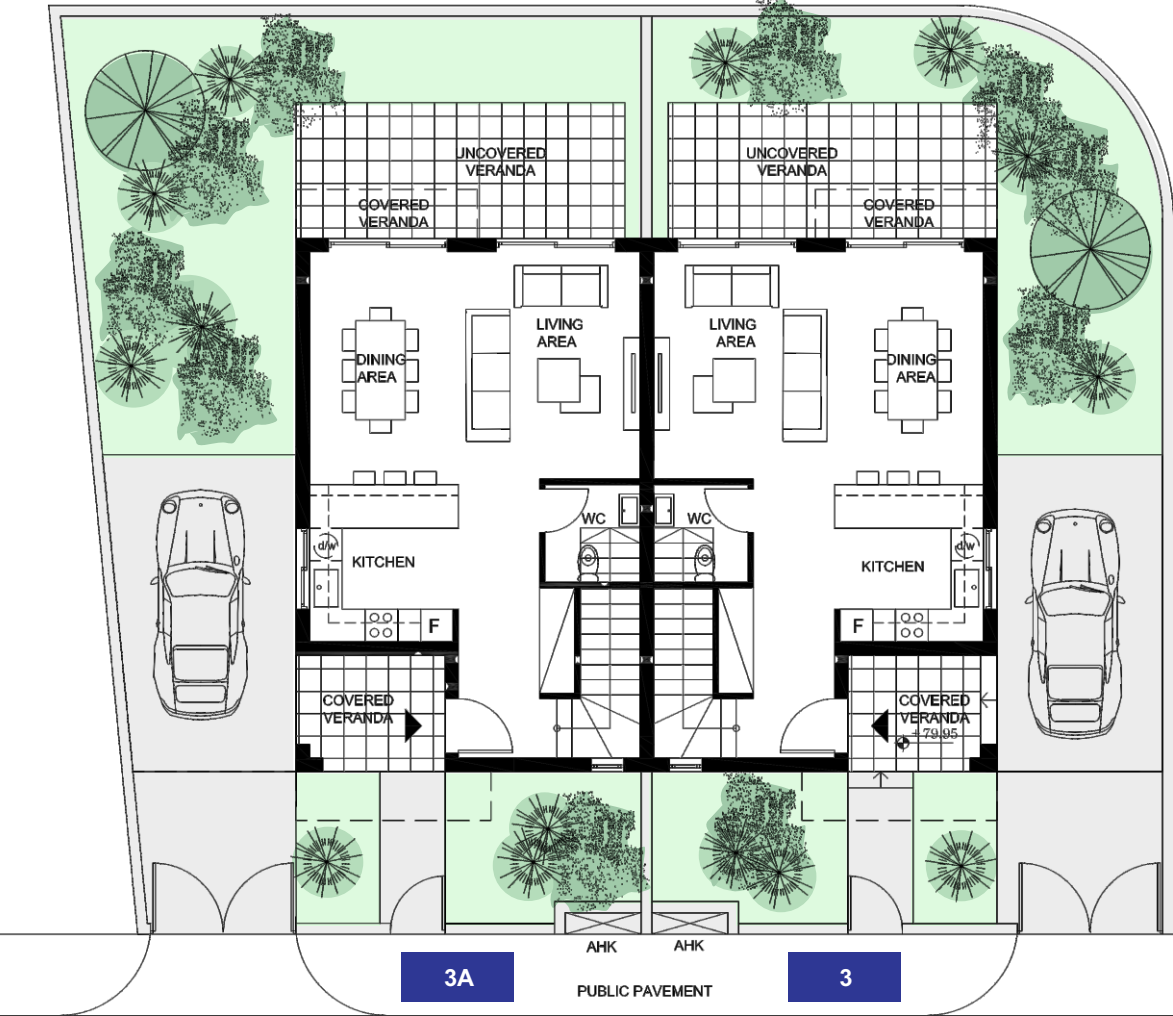 UNCOVERED
VERANDA
UNCOVERED
VERANDA
COVERED
VERANDA
COVERED
VERANDA
LIVING
AREA
LIVING
AREA
DINING
AREA
DINING
AREA
WC
WC
d/w
KITCHEN
d/w
KITCHEN
F
F
COVERED
VERANDA
COVERED
VERANDA
+79.95
AHK
AHK
3A
3
PUBLIC PAVEMENT